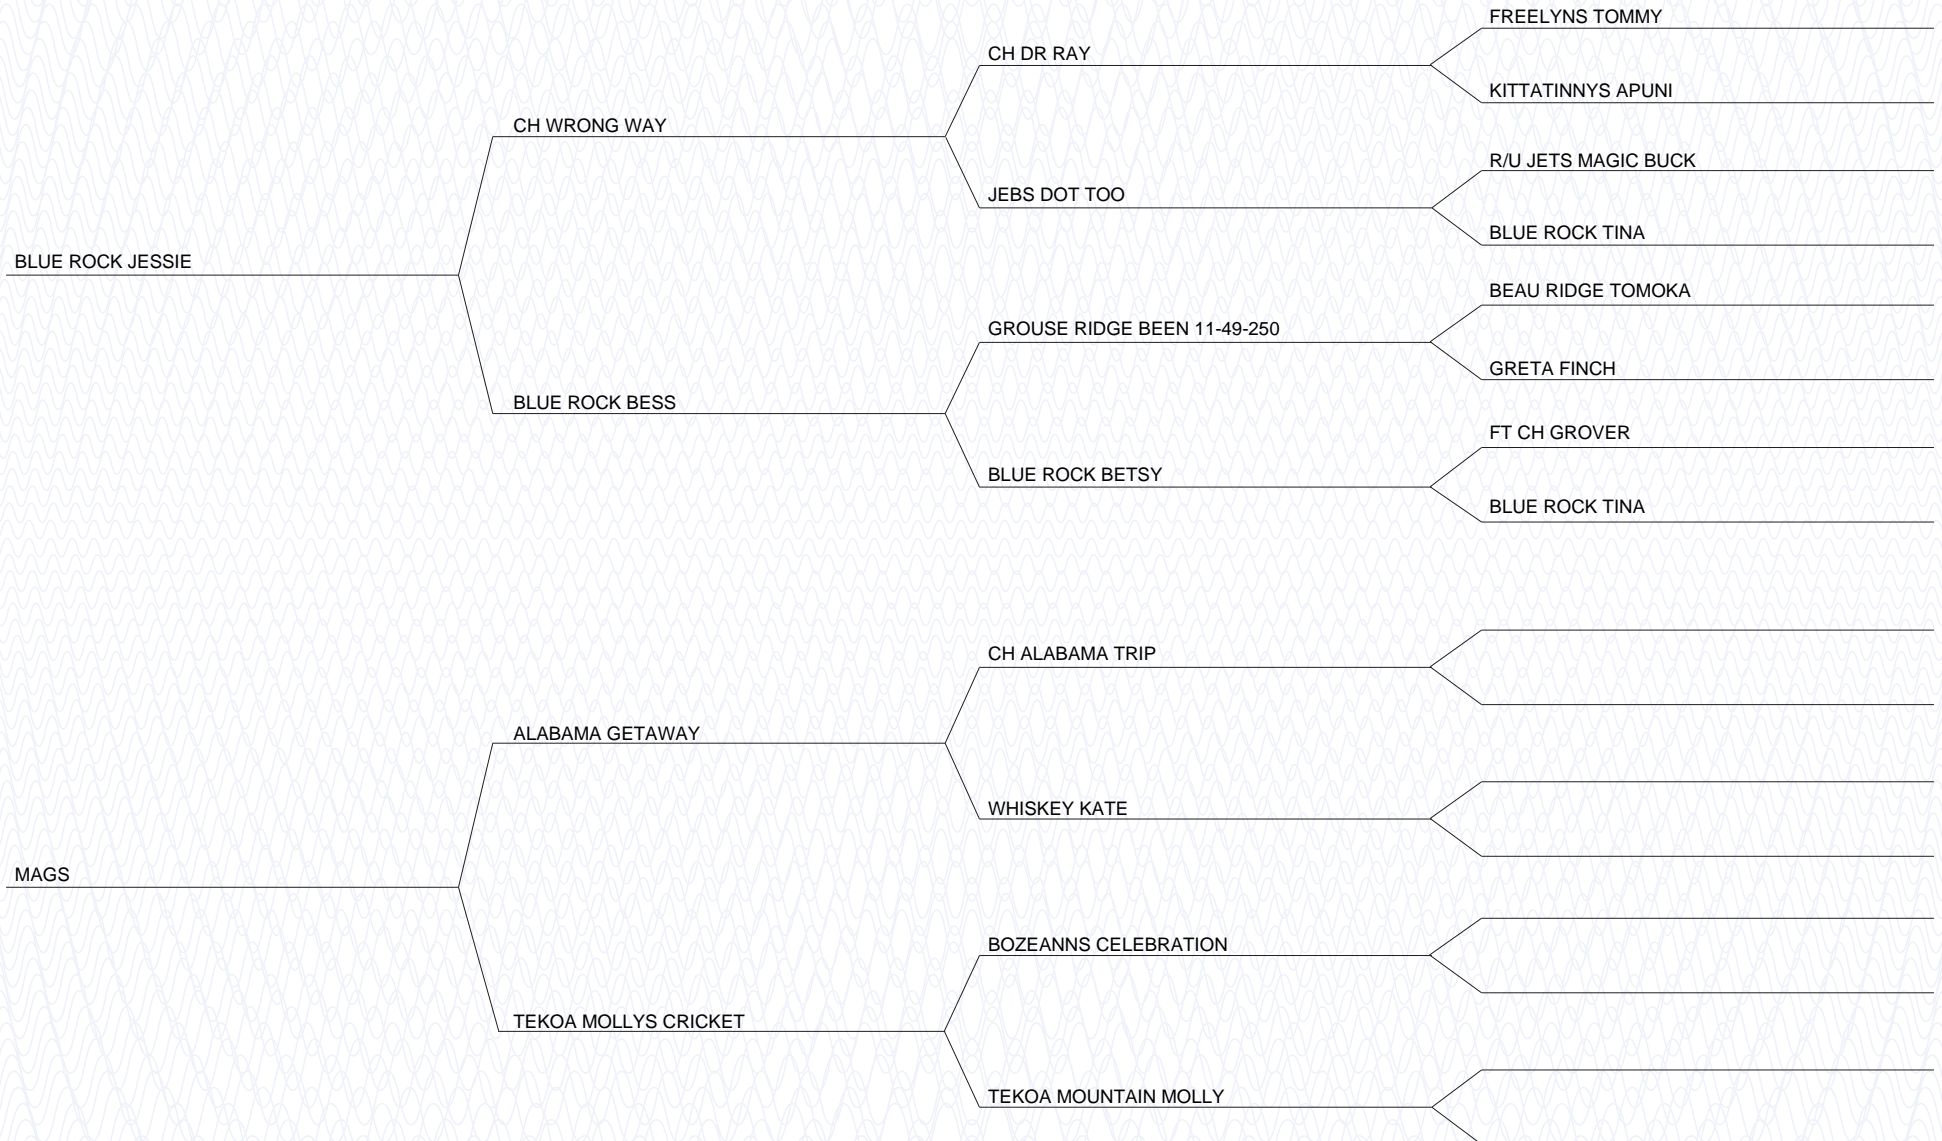 FREELYNS TOMMY
CH DR RAY
KITTATINNYS APUNI
CH WRONG WAY
R/U JETS MAGIC BUCK
JEBS DOT TOO
BLUE ROCK TINA
BLUE ROCK JESSIE
BEAU RIDGE TOMOKA
GROUSE RIDGE BEEN 11-49-250
GRETA FINCH
BLUE ROCK BESS
FT CH GROVER
BLUE ROCK BETSY
BLUE ROCK TINA
CH ALABAMA TRIP
ALABAMA GETAWAY
WHISKEY KATE
MAGS
BOZEANNS CELEBRATION
TEKOA MOLLYS CRICKET
TEKOA MOUNTAIN MOLLY